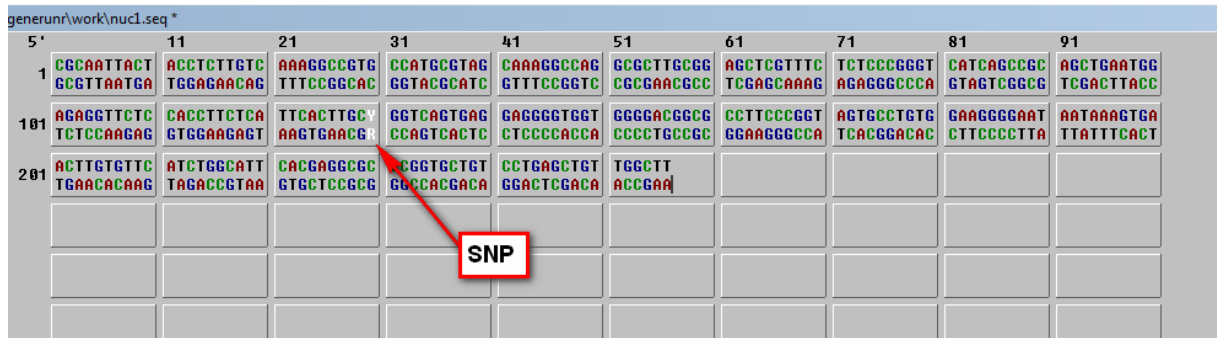 generunr\work\nuc1.seq *
5' 11 21 31 41 51 61 71 81 91
CGCAATTACT ACCTCTTGTC AAAGGCCGTG CCATGCGTAG CAAAGGCCAG GCGCTTGCGG AGCTCGTTTC TCTCCCGGGT CATCAGCCGC AGCTGAATGG
1 GCGTTAATGA TGGAGAACAG TTTCCGGCAC GGTACGCATC GTTTCCGGTC CGCGAACGCC TCGAGCAAAG AGAGGGCCCA GTAGTCGGCG TCGACTTACC
AGAGGTTCTC CACCTTCTCA TTCACTTGCY GGTCAGTGAG GAGGGGTGGT GGGGACGGCG CCTTCCCGGT AGTGCCTGTG GAAGGGGAAT AATAAAGTGA
101 TCTCCAAGAG GTGGAAGAGT AAGTGAACGR CCAGTCACTC CTCCCCACCA CCCCTGCCGC GGAAGGGCCA TCACGGACAC CTTCCCCTTA TTATTTCACT
ACTTGTGTTC ATCTGGCATT CACGAGGCGC CCGGTGCTGT CCTGAGCTGT TGGCTT
201 TGAACACAAG TAGACCGTAA GTGCTCCGCG GGCCACGACA GGACTCGACA ACCGAA
SNP